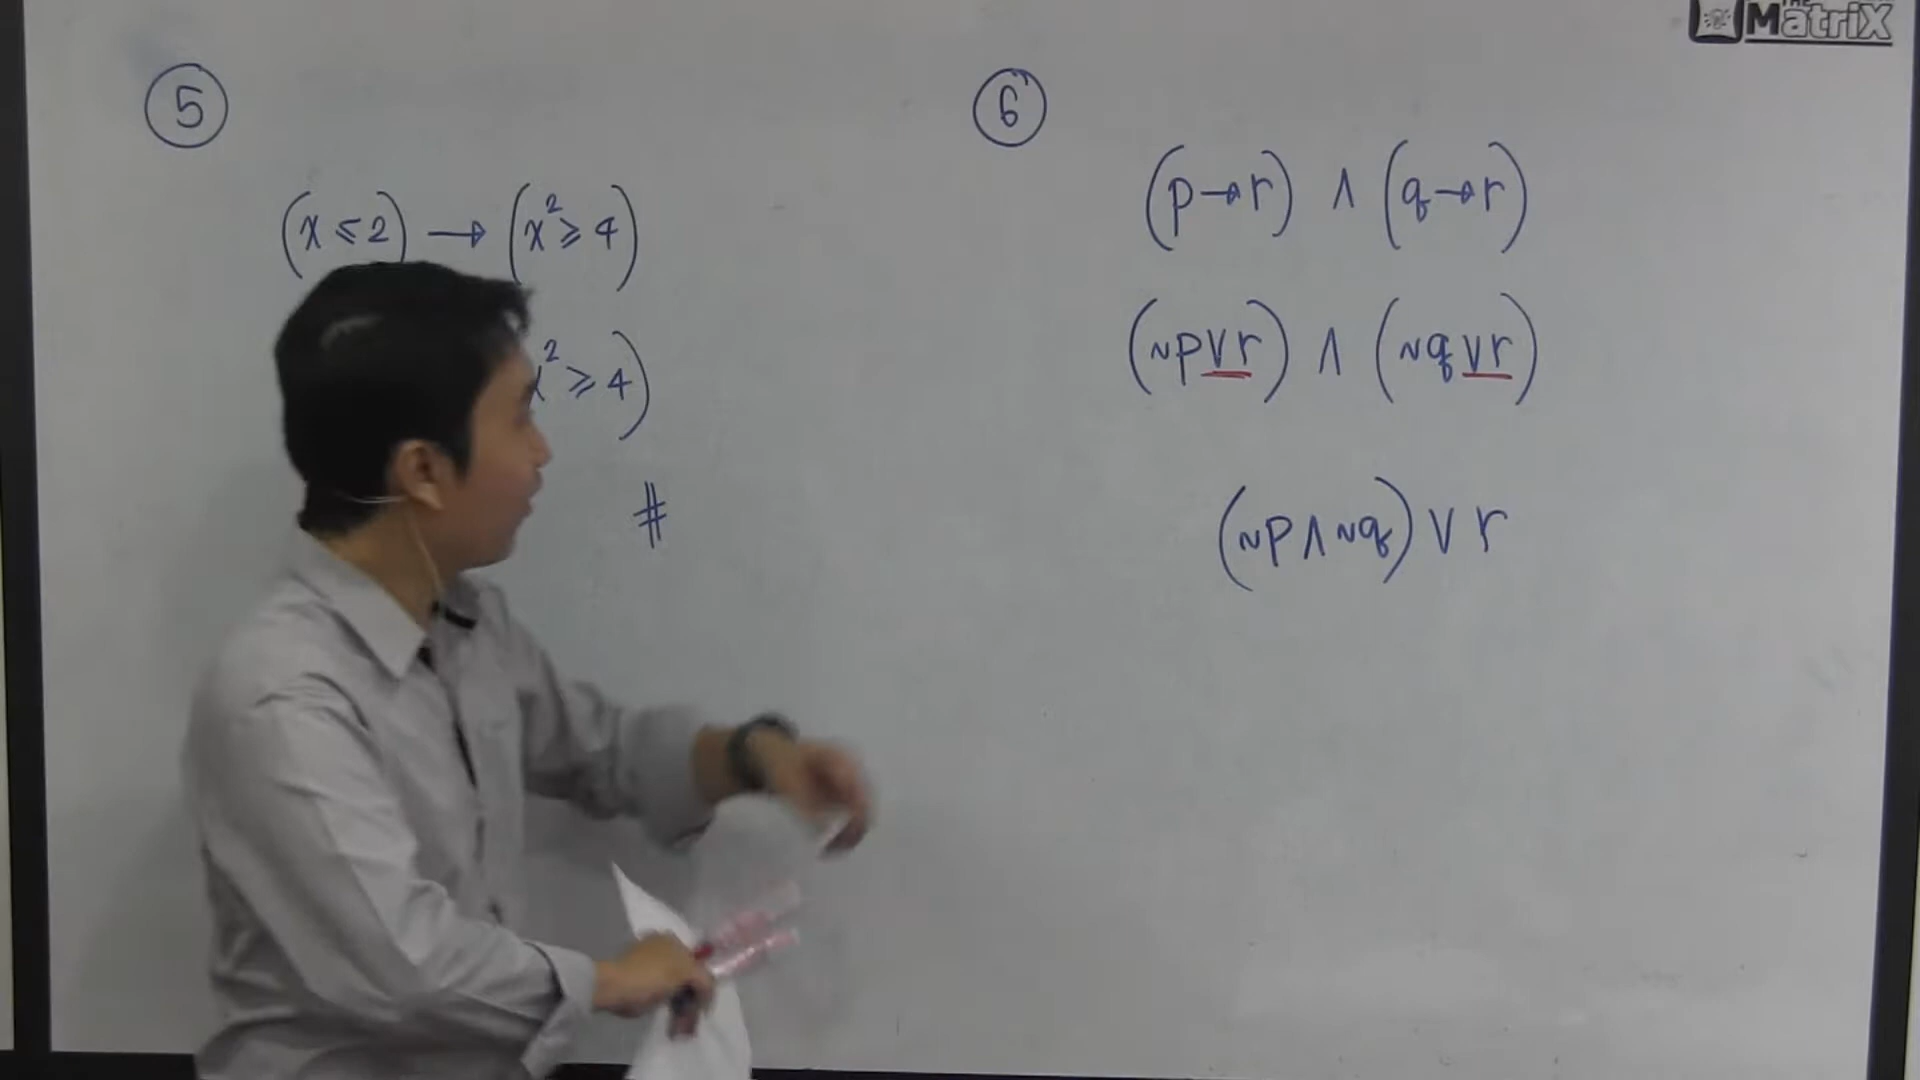 THE
MatriX
5
(x ≤ 2) → (x² ≥ 4)
x² ≥ 4)
#
6
(p→r) ∧ (q→r)
(~p∨r) ∧ (~q∨r)
(~p∧~q)∨r